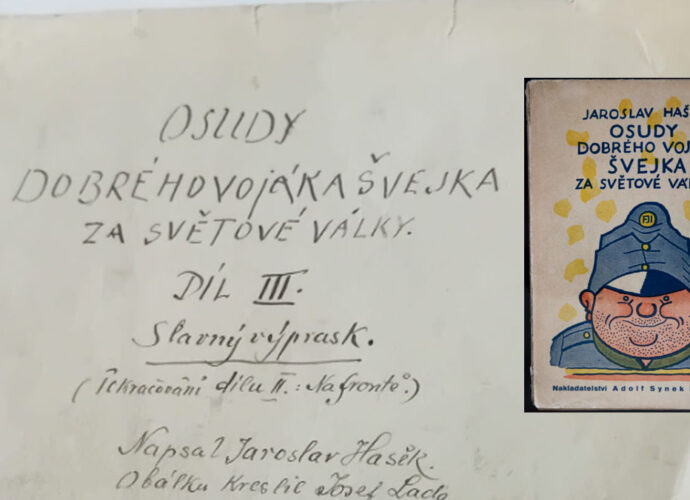 OSUDY
DOBRÉHO VOJÁKA ŠVEJKA
ZA SVĚTOVÉ VÁLKY.
DÍL III.
Slavný výprask.
(Pokračování dílu II.: Na frontě.)
Napsal Jaroslav Hašek.
Obálku kreslil Josef Lada
JAROSLAV HAŠ
OSUDY
DOBRÉHO VOJ
ŠVEJKA
ZA SVĚTOVÉ VÁL
FJI
Nakladatelství Adolf Synek